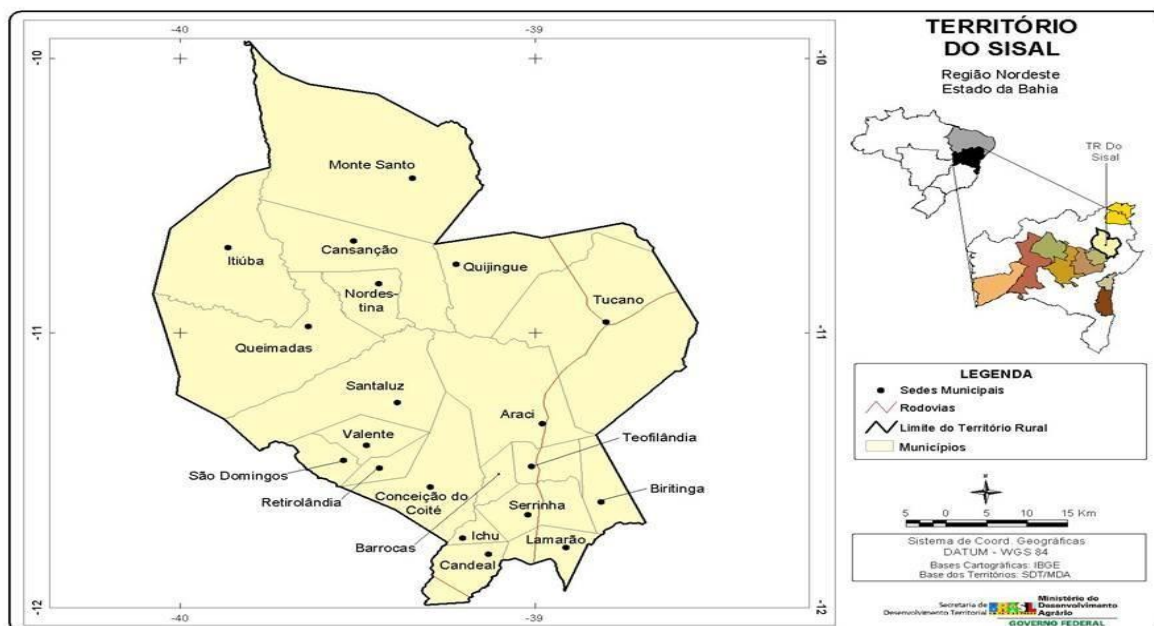 -40
-39
-10
-10
Monte Santo
Cansanção
Itiúba
Quijingue
Nordes-
tina
Tucano
-11
-11
Queimadas
Santaluz
Araci
Valente
Teofilândia
São Domingos
Retirolândia
Conceição do
Coité
Biritinga
Serrinha
Barrocas
Ichu
Lamarão
Candeal
-12
-12
-40
-39
TERRITÓRIO
DO SISAL
Região Nordeste
Estado da Bahia
TR Do
Sisal
LEGENDA
Sedes Municipais
Rodovias
Limite do Território Rural
Municípios
5 0 5 10 15 Km
Sistema de Coord. Geográficas
DATUM - WGS 84
Bases Cartográficas: IBGE
Base dos Territórios: SDT/MDA
Secretaria de
Desenvolvimento Territorial
BRASIL
Ministério do
Desenvolvimento
Agrário
GOVERNO FEDERAL